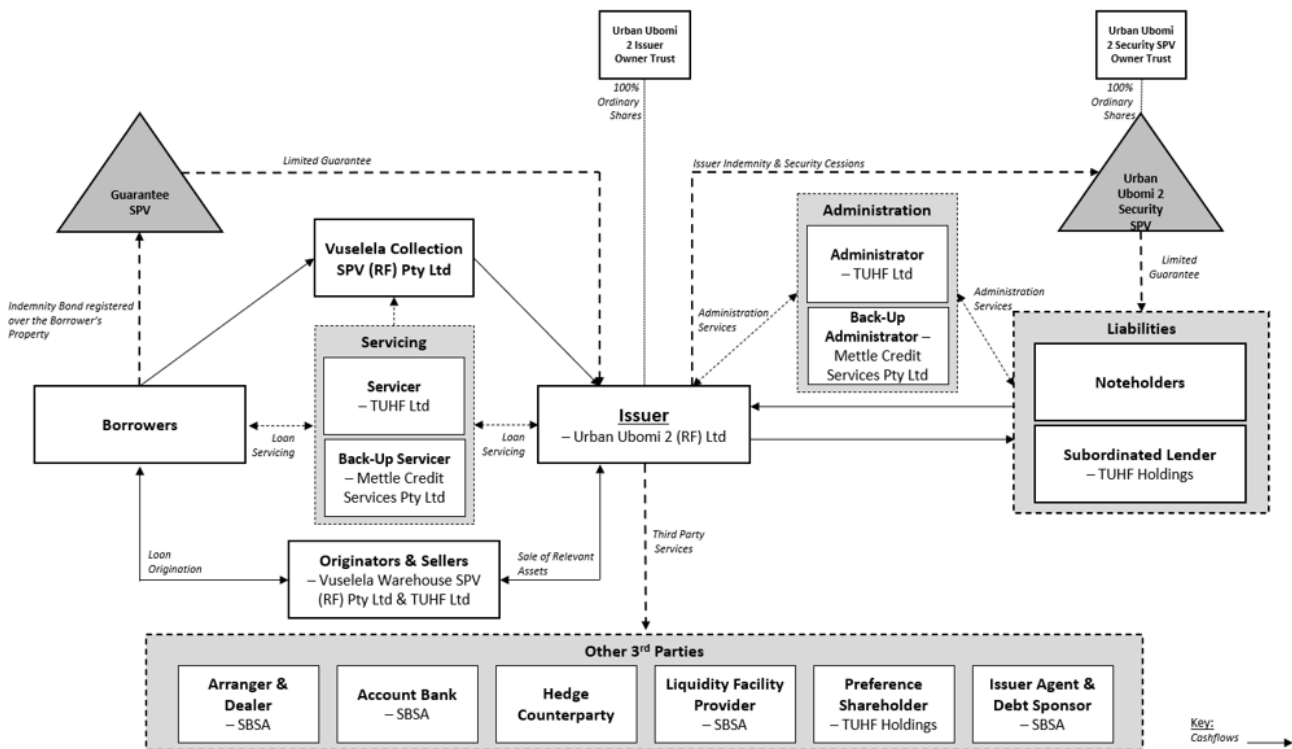 Urban Ubomi
2 Issuer
Owner Trust
Urban Ubomi
2 Security SPV
Owner Trust
100%
Ordinary
Shares
100%
Ordinary
Shares
Limited Guarantee
Issuer Indemnity & Security Cessions
Guarantee
SPV
Urban
Ubomi 2
Security
SPV
Administration
Administrator
– TUHF Ltd
Back-Up
Administrator –
Mettle Credit
Services Pty Ltd
Vuselela Collection
SPV (RF) Pty Ltd
Indemnity Bond registered
over the Borrower's
Property
Administration
Services
Administration
Services
Limited
Guarantee
Servicing
Servicer
– TUHF Ltd
Back-Up Servicer
– Mettle Credit
Services Pty Ltd
Borrowers
Loan
Servicing
Loan
Servicing
Issuer
– Urban Ubomi 2 (RF) Ltd
Liabilities
Noteholders
Subordinated Lender
– TUHF Holdings
Loan
Origination
Originators & Sellers
– Vuselela Warehouse SPV
(RF) Pty Ltd & TUHF Ltd
Sale of Relevant
Assets
Third Party
Services
Other 3rd Parties
Arranger &
Dealer
– SBSA
Account Bank
– SBSA
Hedge
Counterparty
Liquidity Facility
Provider
– SBSA
Preference
Shareholder
– TUHF Holdings
Issuer Agent &
Debt Sponsor
– SBSA
Key:
Cashflows